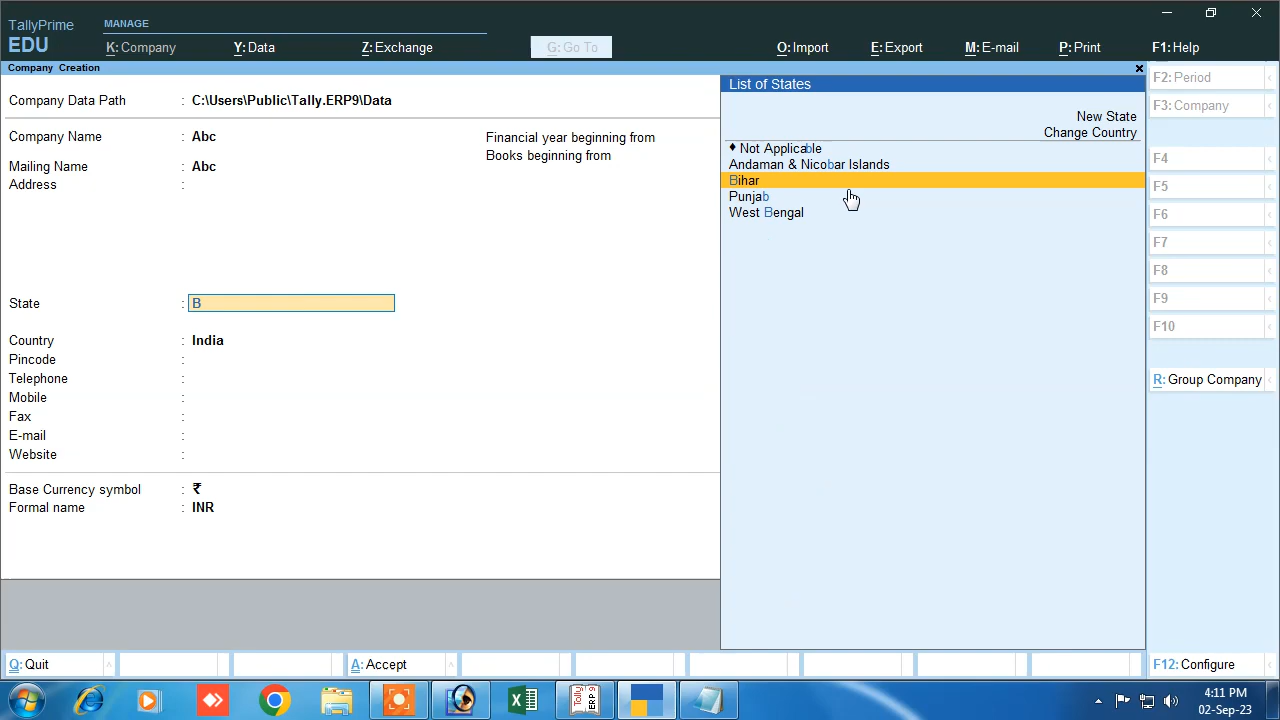 TallyPrime
EDU
MANAGE
K: Company
Y: Data
Z: Exchange
G: Go To
O: Import
E: Export
M: E-mail
P: Print
F1: Help
Company Creation
Company Data Path : C:\Users\Public\Tally.ERP9\Data
Company Name : Abc
Mailing Name : Abc
Address :
State : B
Country : India
Pincode :
Telephone :
Mobile :
Fax :
E-mail :
Website :
Base Currency symbol : ₹
Formal name : INR
Financial year beginning from
Books beginning from
List of States
New State
Change Country
♦ Not Applicable
Andaman & Nicobar Islands
Bihar
Punjab
West Bengal
F2: Period
F3: Company
F4
F5
F6
F7
F8
F9
F10
R: Group Company
Q: Quit
A: Accept
F12: Configure
Tally
ERP 9
4:11 PM
02-Sep-23